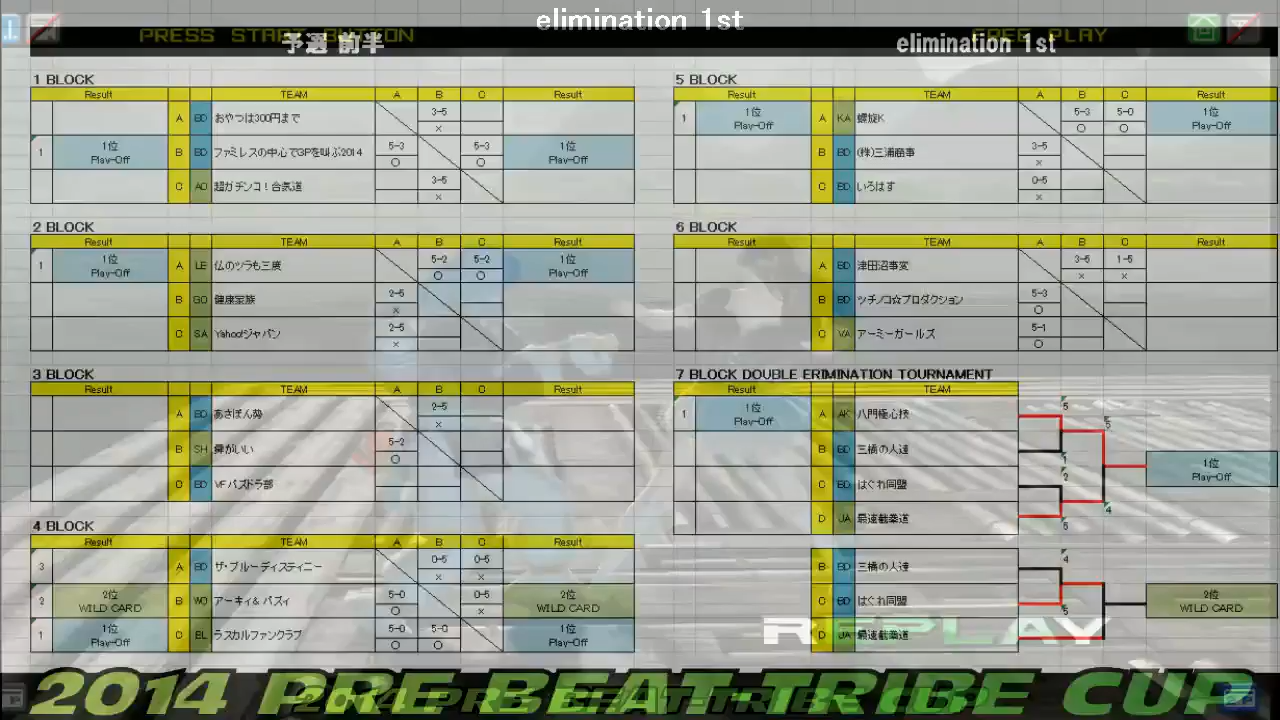 elimination 1st
PRESS START BUTTON
FREE PLAY
予選 前半
elimination 1st
1 BLOCK
Result TEAM A B C Result
A BD おやつは300円まで 3-5 ×
1 1位 Play-Off B BD ファミレスの中心でGPを叫ぶ2014 5-3 ○ 5-3 ○ 1位 Play-Off
C AO 超ガチンコ!合気道 3-5 ×
2 BLOCK
Result TEAM A B C Result
1 1位 Play-Off A LE 仏のツラも三度 5-2 ○ 5-2 ○ 1位 Play-Off
B GO 健康家族 2-5 ×
C SA Yahoo!ジャパン 2-5 ×
3 BLOCK
Result TEAM A B C Result
A BD あさぽん勢 2-5 ×
B SH 鼻がいい 5-2 ○
C BD VFパズドラ部
4 BLOCK
Result TEAM A B C Result
3 A BD ザ・ブルーディスティニー 0-5 × 0-5 ×
2 2位 WILD CARD B WO アーキィ& パズィ 5-0 ○ 0-5 × 2位 WILD CARD
1 1位 Play-Off C BL ラスカルファンクラブ 5-0 ○ 5-0 ○ 1位 Play-Off
5 BLOCK
Result TEAM A B C Result
1 1位 Play-Off A KA 螺旋K 5-3 ○ 5-0 ○ 1位 Play-Off
B BD (株)三浦商事 3-5 ×
C BD いろはす 0-5 ×
6 BLOCK
Result TEAM A B C Result
A BD 津田沼事変 3-5 × 1-5 ×
B BD ツチノコ☆プロダクション 5-3 ○
C VA アーミーガールズ 5-1 ○
7 BLOCK DOUBLE ERIMINATION TOURNAMENT
Result TEAM
1 1位 Play-Off A AK 八門極心技 5
B BD 三橋の人達 1 5
C BD はぐれ同盟 2 1位 Play-Off
D JA 最速截拳道 5 4
B BD 三橋の人達 4
C BD はぐれ同盟 5 2位 WILD CARD
D JA 最速截拳道
REPLAY
2014 PRE BEAT-TRIBE CUP
2014 PRE BEAT-TRIBE CUP